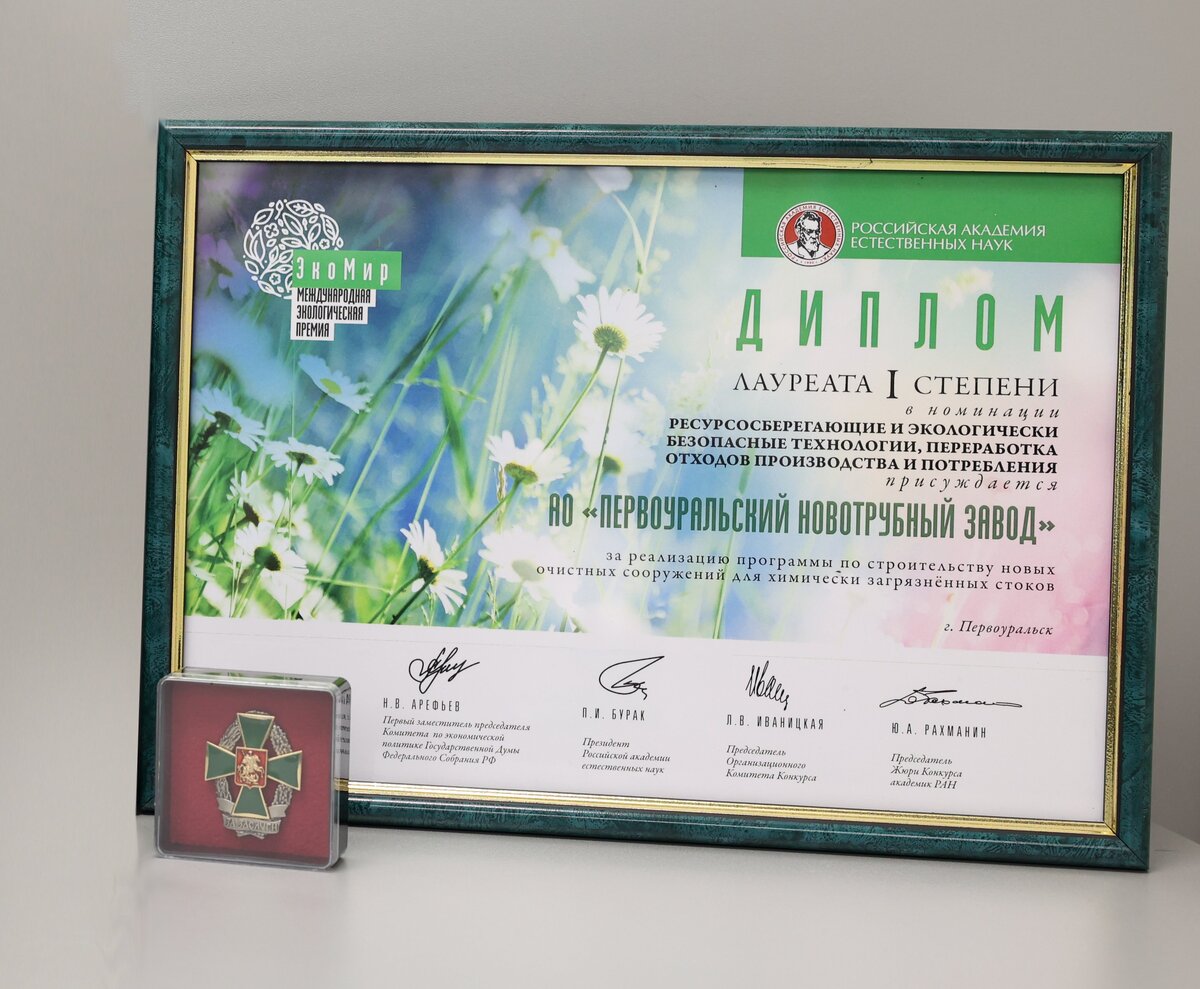 ЭкоМир
МЕЖДУНАРОДНАЯ
ЭКОЛОГИЧЕСКАЯ
ПРЕМИЯ
РОССИЙСКАЯ АКАДЕМИЯ
ЕСТЕСТВЕННЫХ НАУК
ДИПЛОМ
ЛАУРЕАТА I СТЕПЕНИ
в номинации
РЕСУРСОСБЕРЕГАЮЩИЕ И ЭКОЛОГИЧЕСКИ
БЕЗОПАСНЫЕ ТЕХНОЛОГИИ, ПЕРЕРАБОТКА
ОТХОДОВ ПРОИЗВОДСТВА И ПОТРЕБЛЕНИЯ
присуждается
АО «ПЕРВОУРАЛЬСКИЙ НОВОТРУБНЫЙ ЗАВОД»
за реализацию программы по строительству новых
очистных сооружений для химически загрязнённых стоков
г. Первоуральск
Н.В. АРЕФЬЕВ
Первый заместитель председателя
Комитета по экономической
политике Государственной Думы
Федерального Собрания РФ
П.И. БУРАК
Президент
Российской академии
естественных наук
Л.В. ИВАНИЦКАЯ
Председатель
Организационного
Комитета Конкурса
Ю.А. РАХМАНИН
Председатель
Жюри Конкурса
академик РАН
ЗА ЗАСЛУГИ